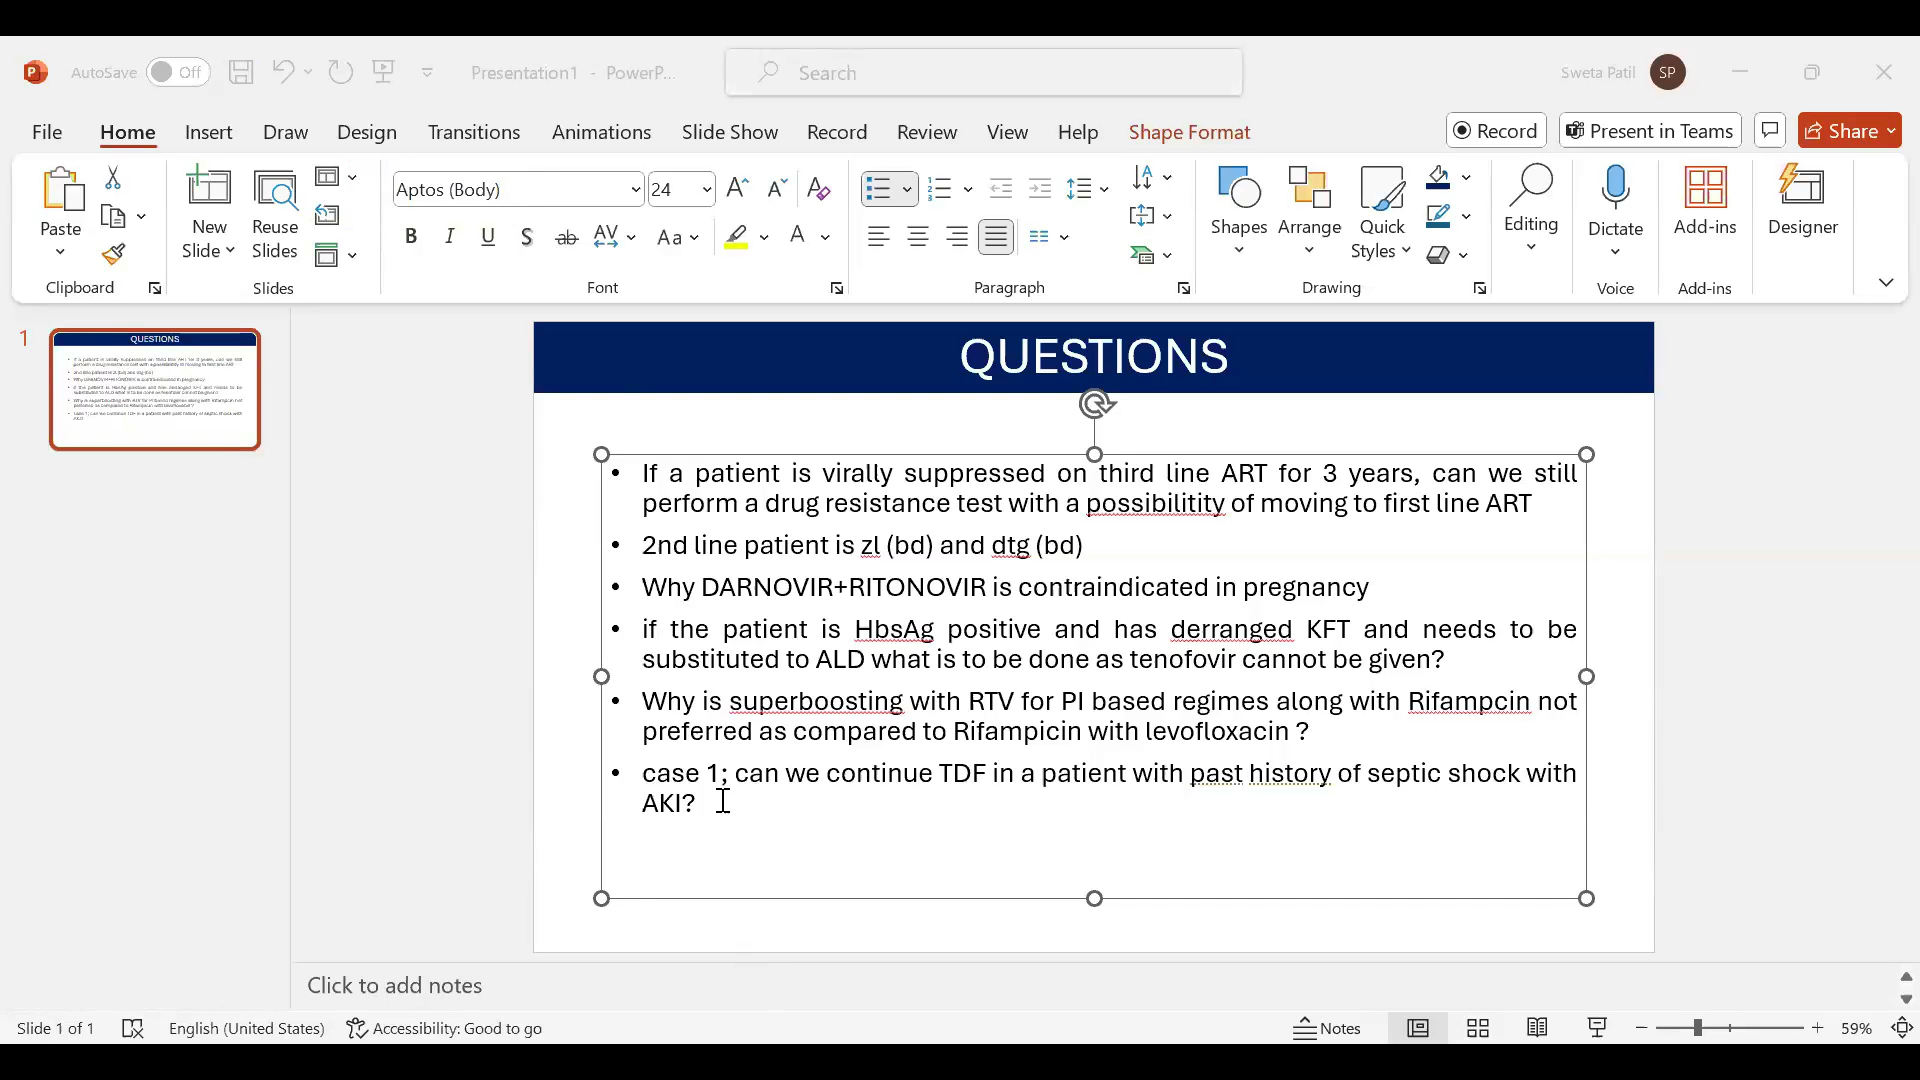 AutoSave Off Presentation1 - PowerP... Search Sweta Patil SP
File Home Insert Draw Design Transitions Animations Slide Show Record Review View Help Shape Format Record Present in Teams Share
Paste New Slide Reuse Slides Aptos (Body) 24 Shapes Arrange Quick Styles Editing Dictate Add-ins Designer
Clipboard Slides Font Paragraph Drawing Voice Add-ins
1
QUESTIONS
• If a patient is virally suppressed on third line ART for 3 years, can we still
perform a drug resistance test with a possibilitity of moving to first line ART
• 2nd line patient is zl (bd) and dtg (bd)
• Why DARNOVIR+RITONOVIR is contraindicated in pregnancy
• if the patient is HbsAg positive and has derranged KFT and needs to be
substituted to ALD what is to be done as tenofovir cannot be given?
• Why is superboosting with RTV for PI based regimes along with Rifampcin not
preferred as compared to Rifampicin with levofloxacin ?
• case 1; can we continue TDF in a patient with past history of septic shock with
AKI?
Click to add notes
Slide 1 of 1 English (United States) Accessibility: Good to go Notes 59%